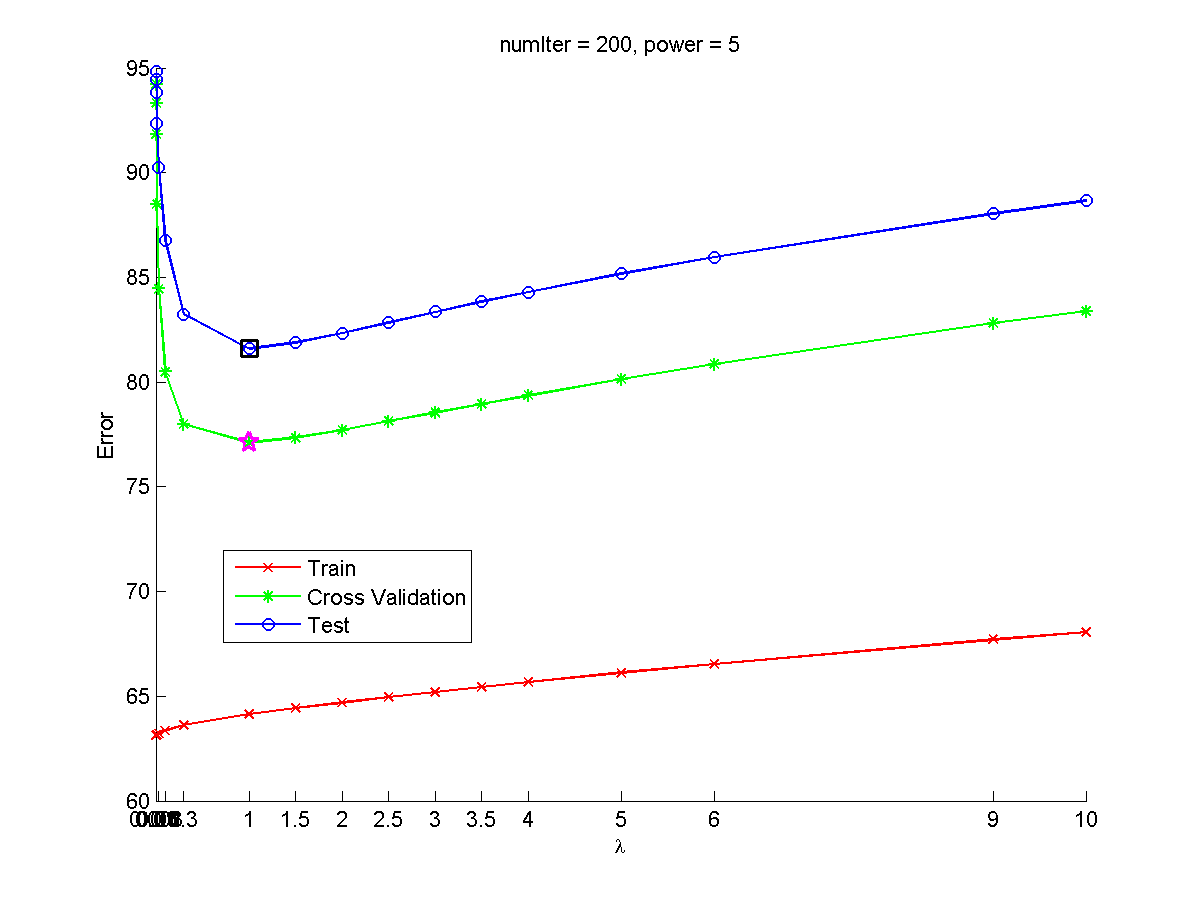 numIter = 200, power = 5
95
90
85
80
75
70
65
60
Error
Train
Cross Validation
Test
1 1.5 2 2.5 3 3.5 4 5 6 9 10
λ